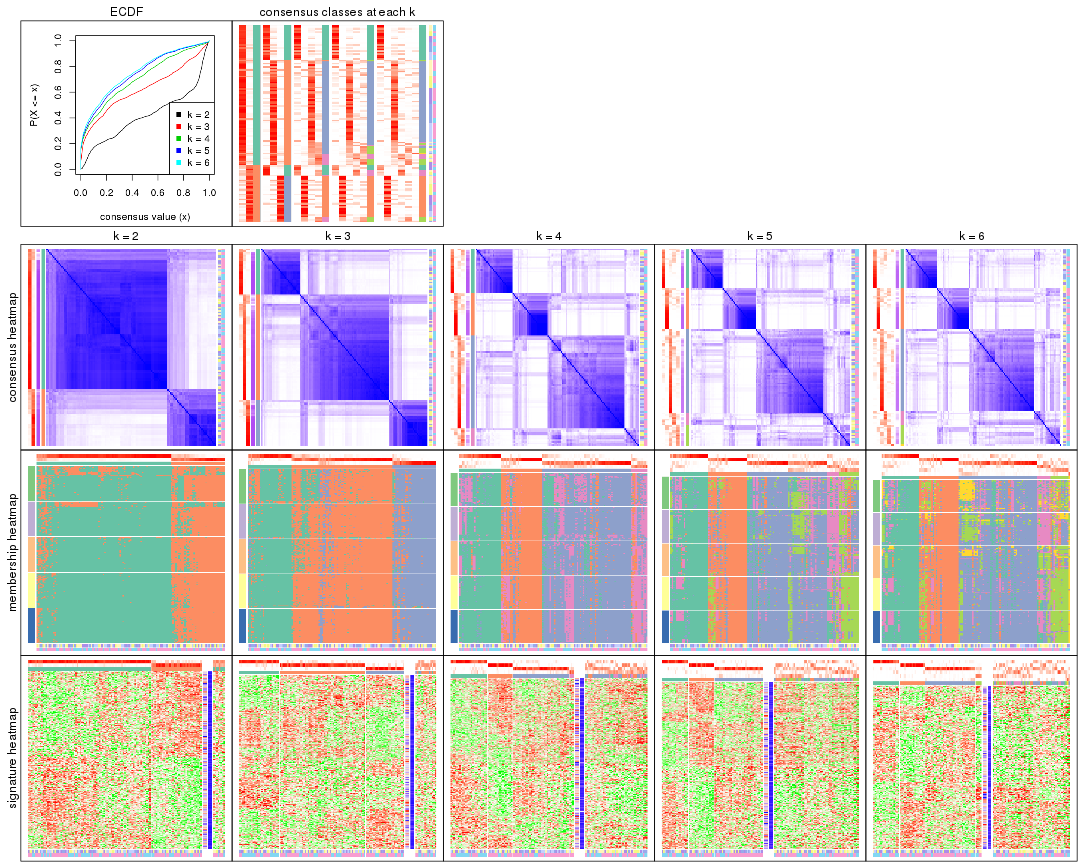 ECDF
consensus classes at each k
P(X <= x)
1.0
0.8
0.6
0.4
0.2
0.0
k = 2
k = 3
k = 4
k = 5
k = 6
0.0 0.2 0.4 0.6 0.8 1.0
consensus value (x)
k = 2
k = 3
k = 4
k = 5
k = 6
consensus heatmap
membership heatmap
signature heatmap